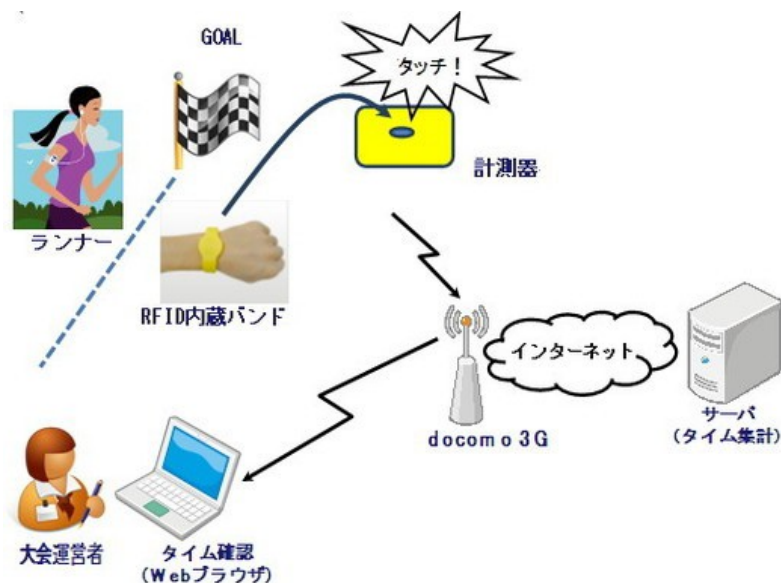 GOAL
タッチ！
計測器
ランナー
RFID内蔵バンド
インターネット
docomo3G
サーバ
(タイム集計)
大会運営者
タイム確認
(Webブラウザ)